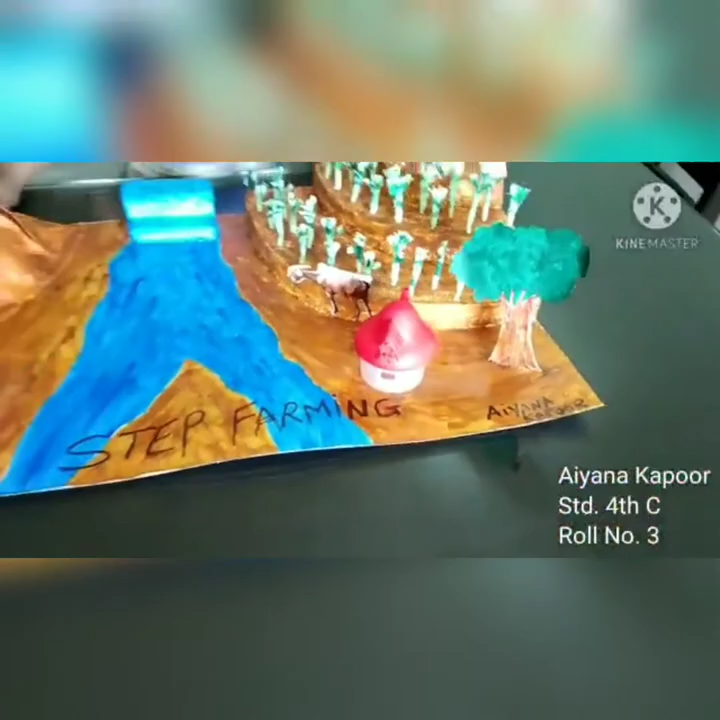 KINEMASTER
STEP FARMING
AIYANA
KAPOOR
Aiyana Kapoor
Std. 4th C
Roll No. 3